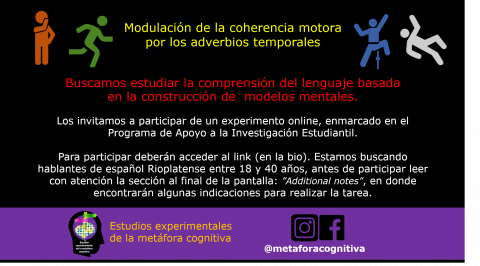 Modulación de la coherencia motora
por los adverbios temporales
Buscamos estudiar la comprensión del lenguaje basada
en la construcción de modelos mentales.
Los invitamos a participar de un experimento online, enmarcado en el
Programa de Apoyo a la Investigación Estudiantil.
Para participar deberán acceder al link (en la bio). Estamos buscando
hablantes de español Rioplatense entre 18 y 40 años, antes de participar leer
con atención la sección al final de la pantalla: "Additional notes", en donde
encontrarán algunas indicaciones para realizar la tarea.
Estudios experimentales
de la metáfora cognitiva
@metaforacognitiva